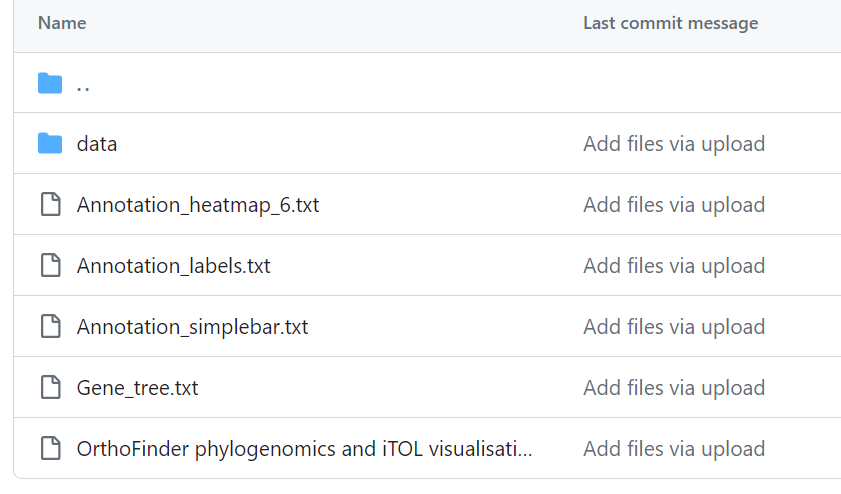 Name Last commit message
..
data Add files via upload
Annotation_heatmap_6.txt Add files via upload
Annotation_labels.txt Add files via upload
Annotation_simplebar.txt Add files via upload
Gene_tree.txt Add files via upload
OrthoFinder phylogenomics and iTOL visualisati... Add files via upload